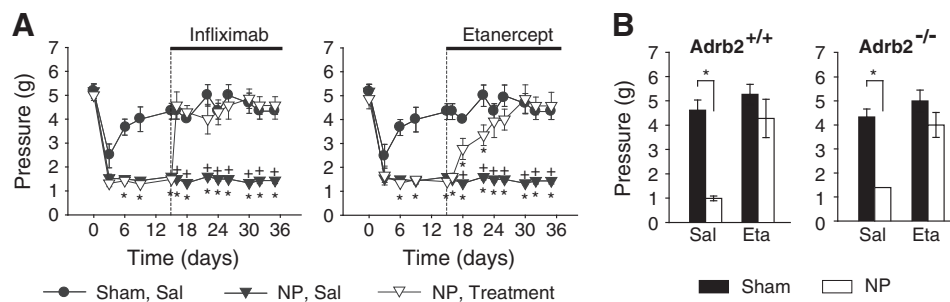 A
Infliximab
Pressure (g)
7
6
5
4
3
2
1
0
+ + + + + + +
* * * * * * * * *
0 6 12 18 24 30 36
Time (days)
Etanercept
7
6
5
4
3
2
1
0
* *
+ + + + + + + +
* * * * * * * * * *
0 6 12 18 24 30 36
Time (days)
Sham, Sal
NP, Sal
NP, Treatment
B
Adrb2+/+
Pressure (g)
7
6
5
4
3
2
1
0
*
Sal Eta
Adrb2-/-
7
6
5
4
3
2
1
0
*
Sal Eta
Sham
NP